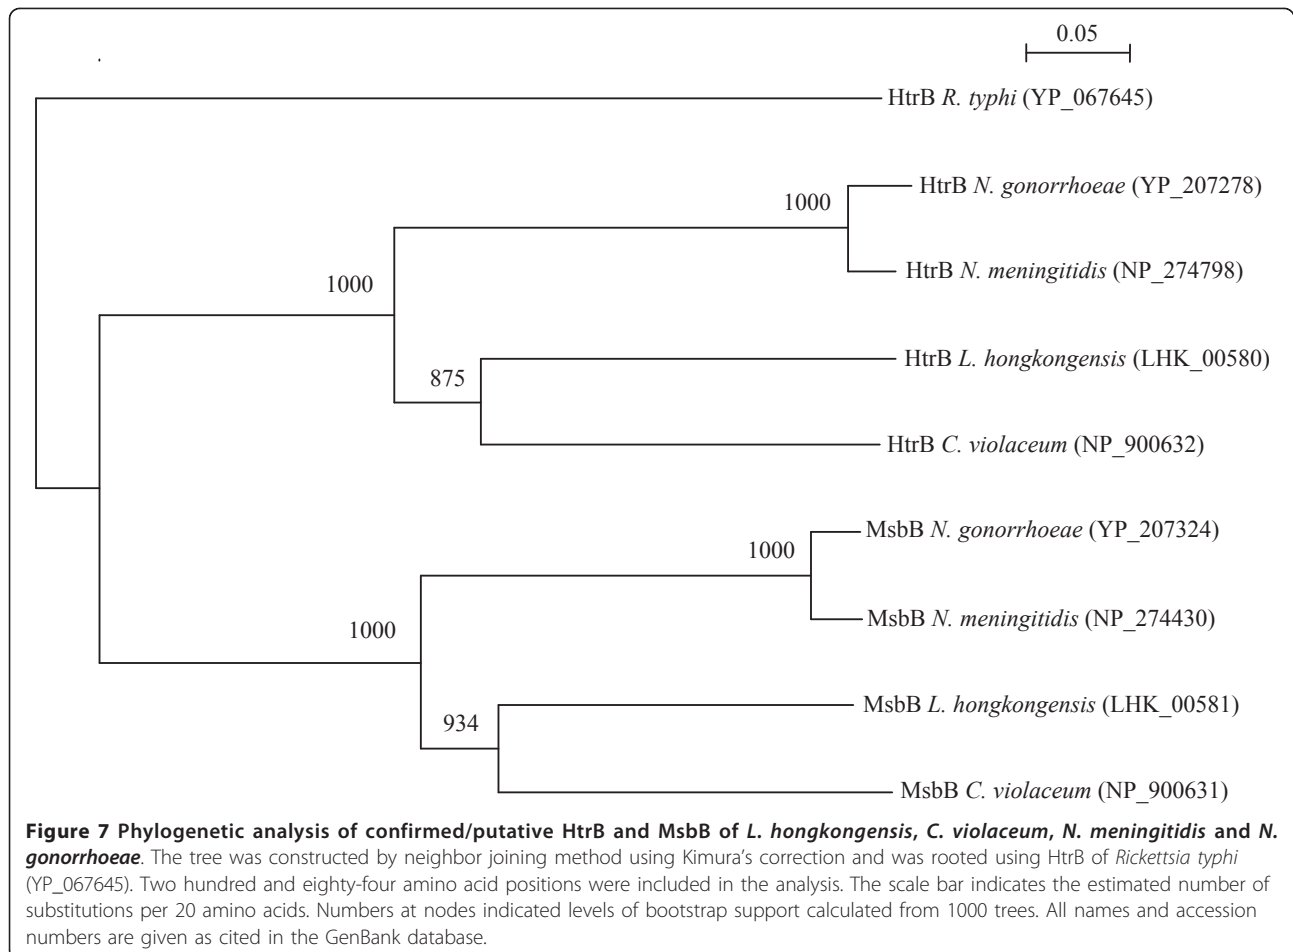 0.05
HtrB R. typhi (YP_067645)
HtrB N. gonorrhoeae (YP_207278)
1000
HtrB N. meningitidis (NP_274798)
1000
HtrB L. hongkongensis (LHK_00580)
875
HtrB C. violaceum (NP_900632)
MsbB N. gonorrhoeae (YP_207324)
1000
MsbB N. meningitidis (NP_274430)
1000
MsbB L. hongkongensis (LHK_00581)
934
MsbB C. violaceum (NP_900631)
Figure 7 Phylogenetic analysis of confirmed/putative HtrB and MsbB of L. hongkongensis, C. violaceum, N. meningitidis and N.
gonorrhoeae. The tree was constructed by neighbor joining method using Kimura's correction and was rooted using HtrB of Rickettsia typhi
(YP_067645). Two hundred and eighty-four amino acid positions were included in the analysis. The scale bar indicates the estimated number of
substitutions per 20 amino acids. Numbers at nodes indicated levels of bootstrap support calculated from 1000 trees. All names and accession
numbers are given as cited in the GenBank database.